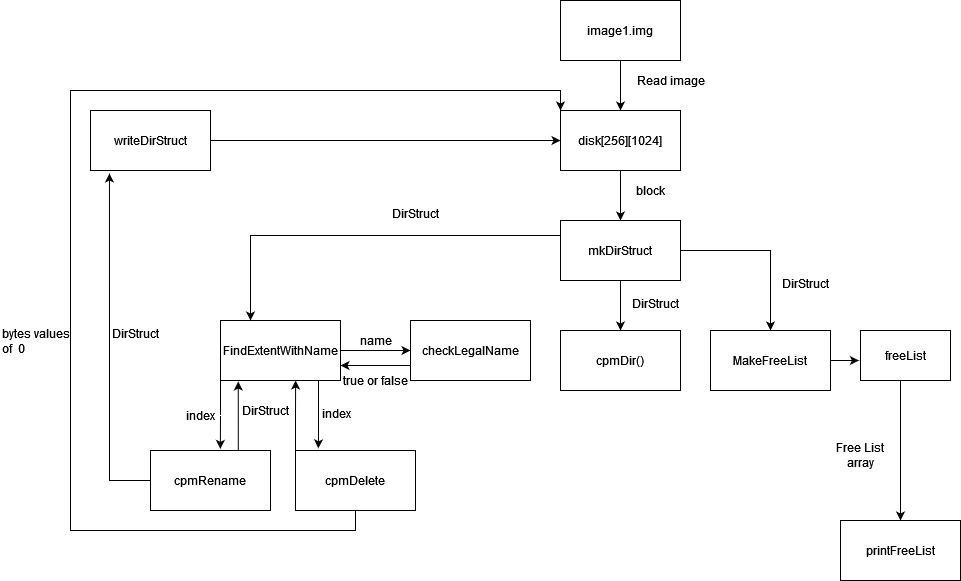 image1.img
Read image
writeDirStruct
disk[256][1024]
block
DirStruct
mkDirStruct
DirStruct
DirStruct
bytes values
of 0
DirStruct
FindExtentWithName
name
checkLegalName
true or false
cpmDir()
MakeFreeList
freeList
index
DirStruct
index
Free List
array
cpmRename
cpmDelete
printFreeList